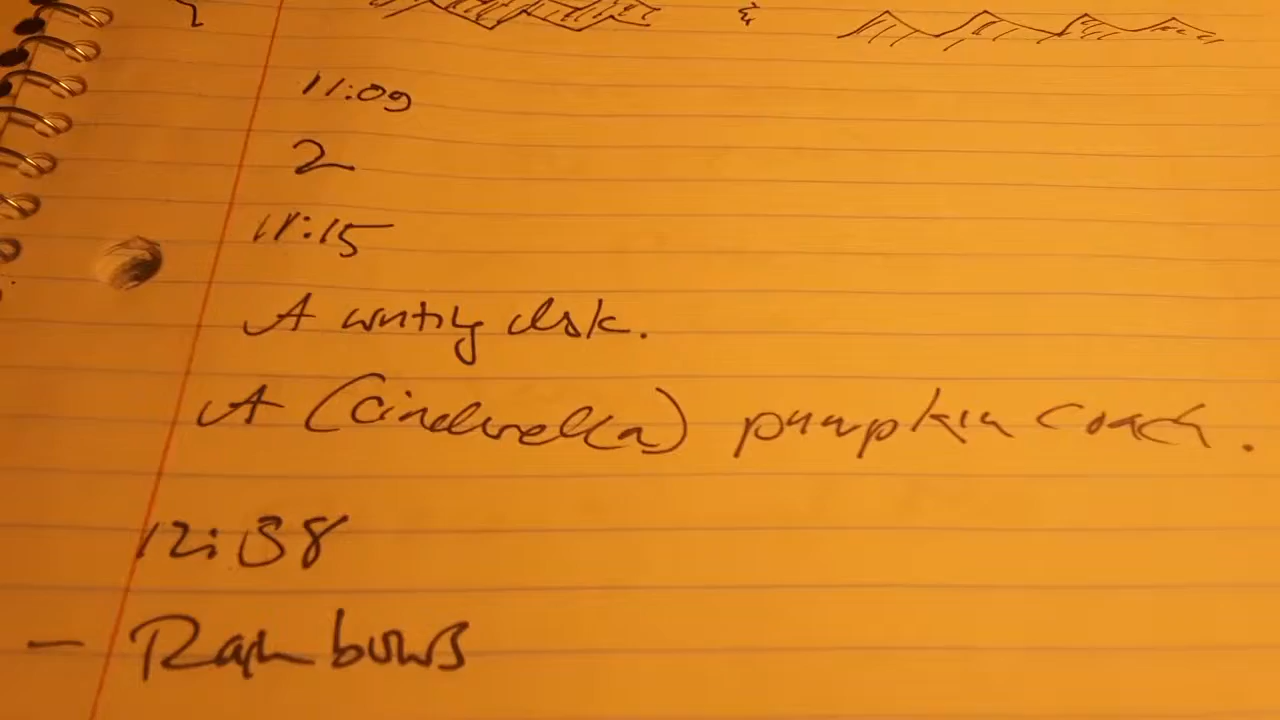 11:09
2
11:15
A writing desk.
A (cinderella) pumpkin coach.
12:38
- Rainbows